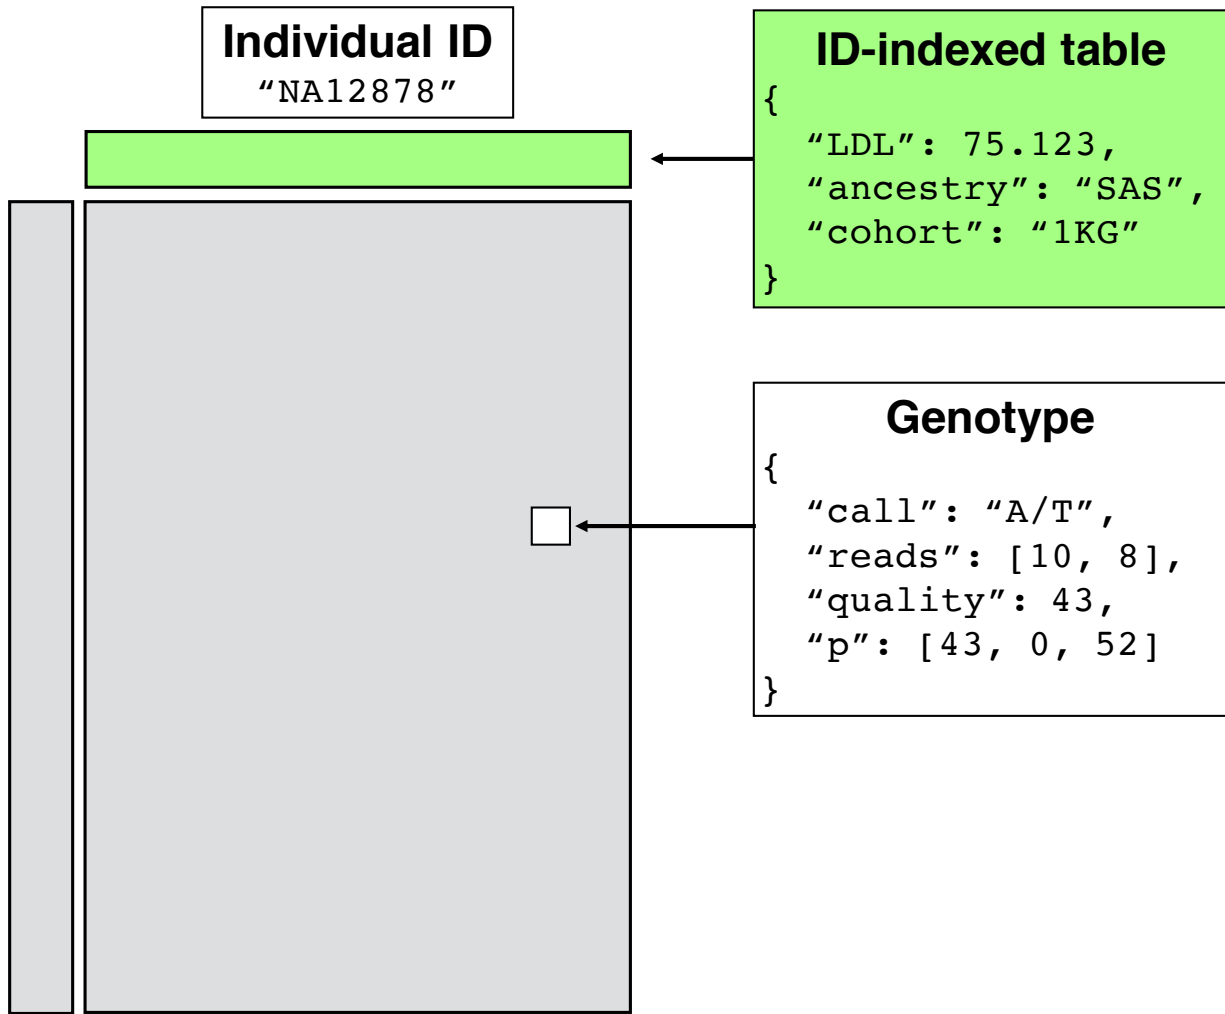 Individual ID
“NA12878”
ID-indexed table
{
“LDL”: 75.123,
“ancestry”: “SAS”,
“cohort”: “1KG”
}
Genotype
{
“call”: “A/T”,
“reads”: [10, 8],
“quality”: 43,
“p”: [43, 0, 52]
}